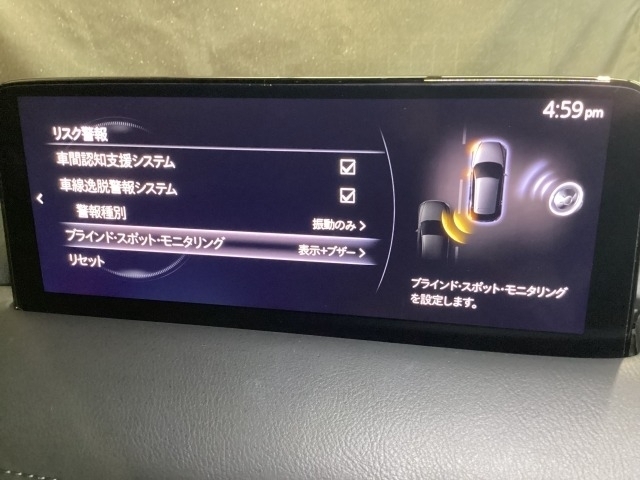 4:59pm
リスク警報
車間認知支援システム
車線逸脱警報システム
警報種別
振動のみ
ブラインド・スポット・モニタリング
表示+ブザー
リセット
ブラインド・スポット・モニタリング
を設定します。